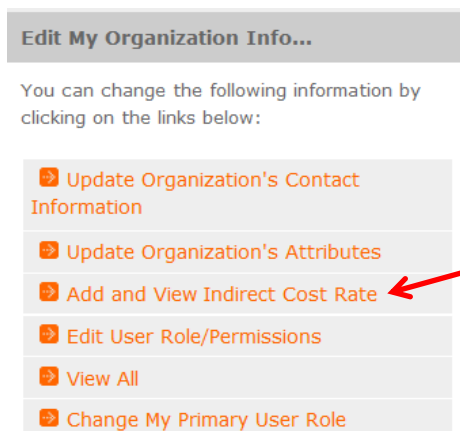 Edit My Organization Info...
You can change the following information by
clicking on the links below:
Update Organization's Contact
Information
Update Organization's Attributes
Add and View Indirect Cost Rate
Edit User Role/Permissions
View All
Change My Primary User Role